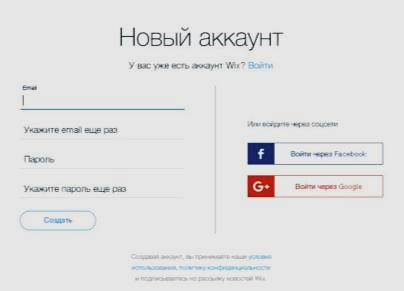 Новый аккаунт
У вас уже есть аккаунт Wix? Войти
Email
Укажите email еще раз
Пароль
Укажите пароль еще раз
Создать
Или войдите через соцсети
f Войти через Facebook
G+ Войти через Google
Создавая аккаунт, вы принимаете наши условия
использования, политику конфиденциальности
и подписываетесь на рассылку новостей Wix.